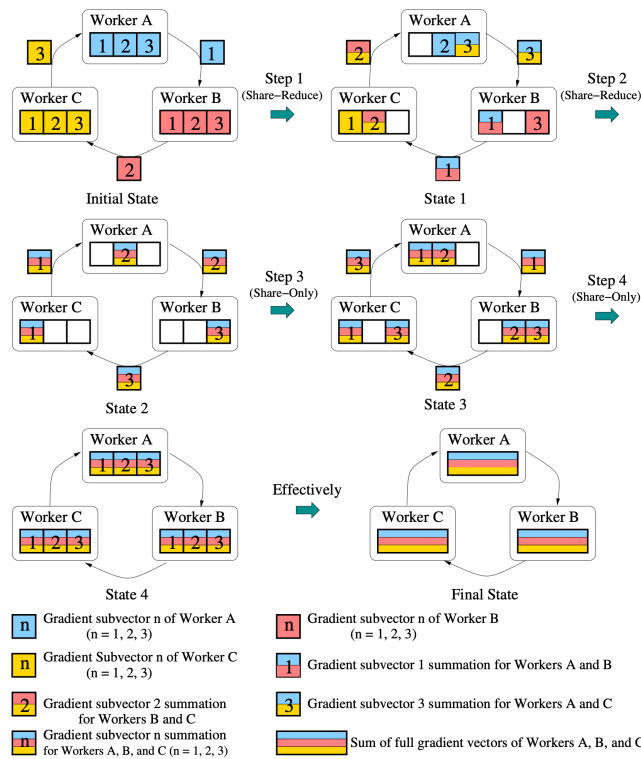 Worker A
3
1 2 3
1
Worker C
1 2 3
Worker B
1 2 3
2
Initial State
Step 1
(Share−Reduce)
Worker A
2
2 3
3
Worker C
1 2
Worker B
1 3
1
State 1
Step 2
(Share−Reduce)
Worker A
1
2
2
Worker C
1
Worker B
3
3
State 2
Step 3
(Share−Only)
Worker A
3
1 2
1
Worker C
1 3
Worker B
2 3
2
State 3
Step 4
(Share−Only)
Worker A
1 2 3
Worker C
1 2 3
Worker B
1 2 3
State 4
Effectively
Worker A
Worker C
Worker B
Final State
n Gradient subvector n of Worker A
(n = 1, 2, 3)
n Gradient subvector n of Worker B
(n = 1, 2, 3)
n Gradient Subvector n of Worker C
(n = 1, 2, 3)
1 Gradient subvector 1 summation for Workers A and B
2 Gradient subvector 2 summation
for Workers B and C
3 Gradient subvector 3 summation for Workers A and C
n Gradient subvector n summation
for Workers A, B, and C (n = 1, 2, 3)
Sum of full gradient vectors of Workers A, B, and C